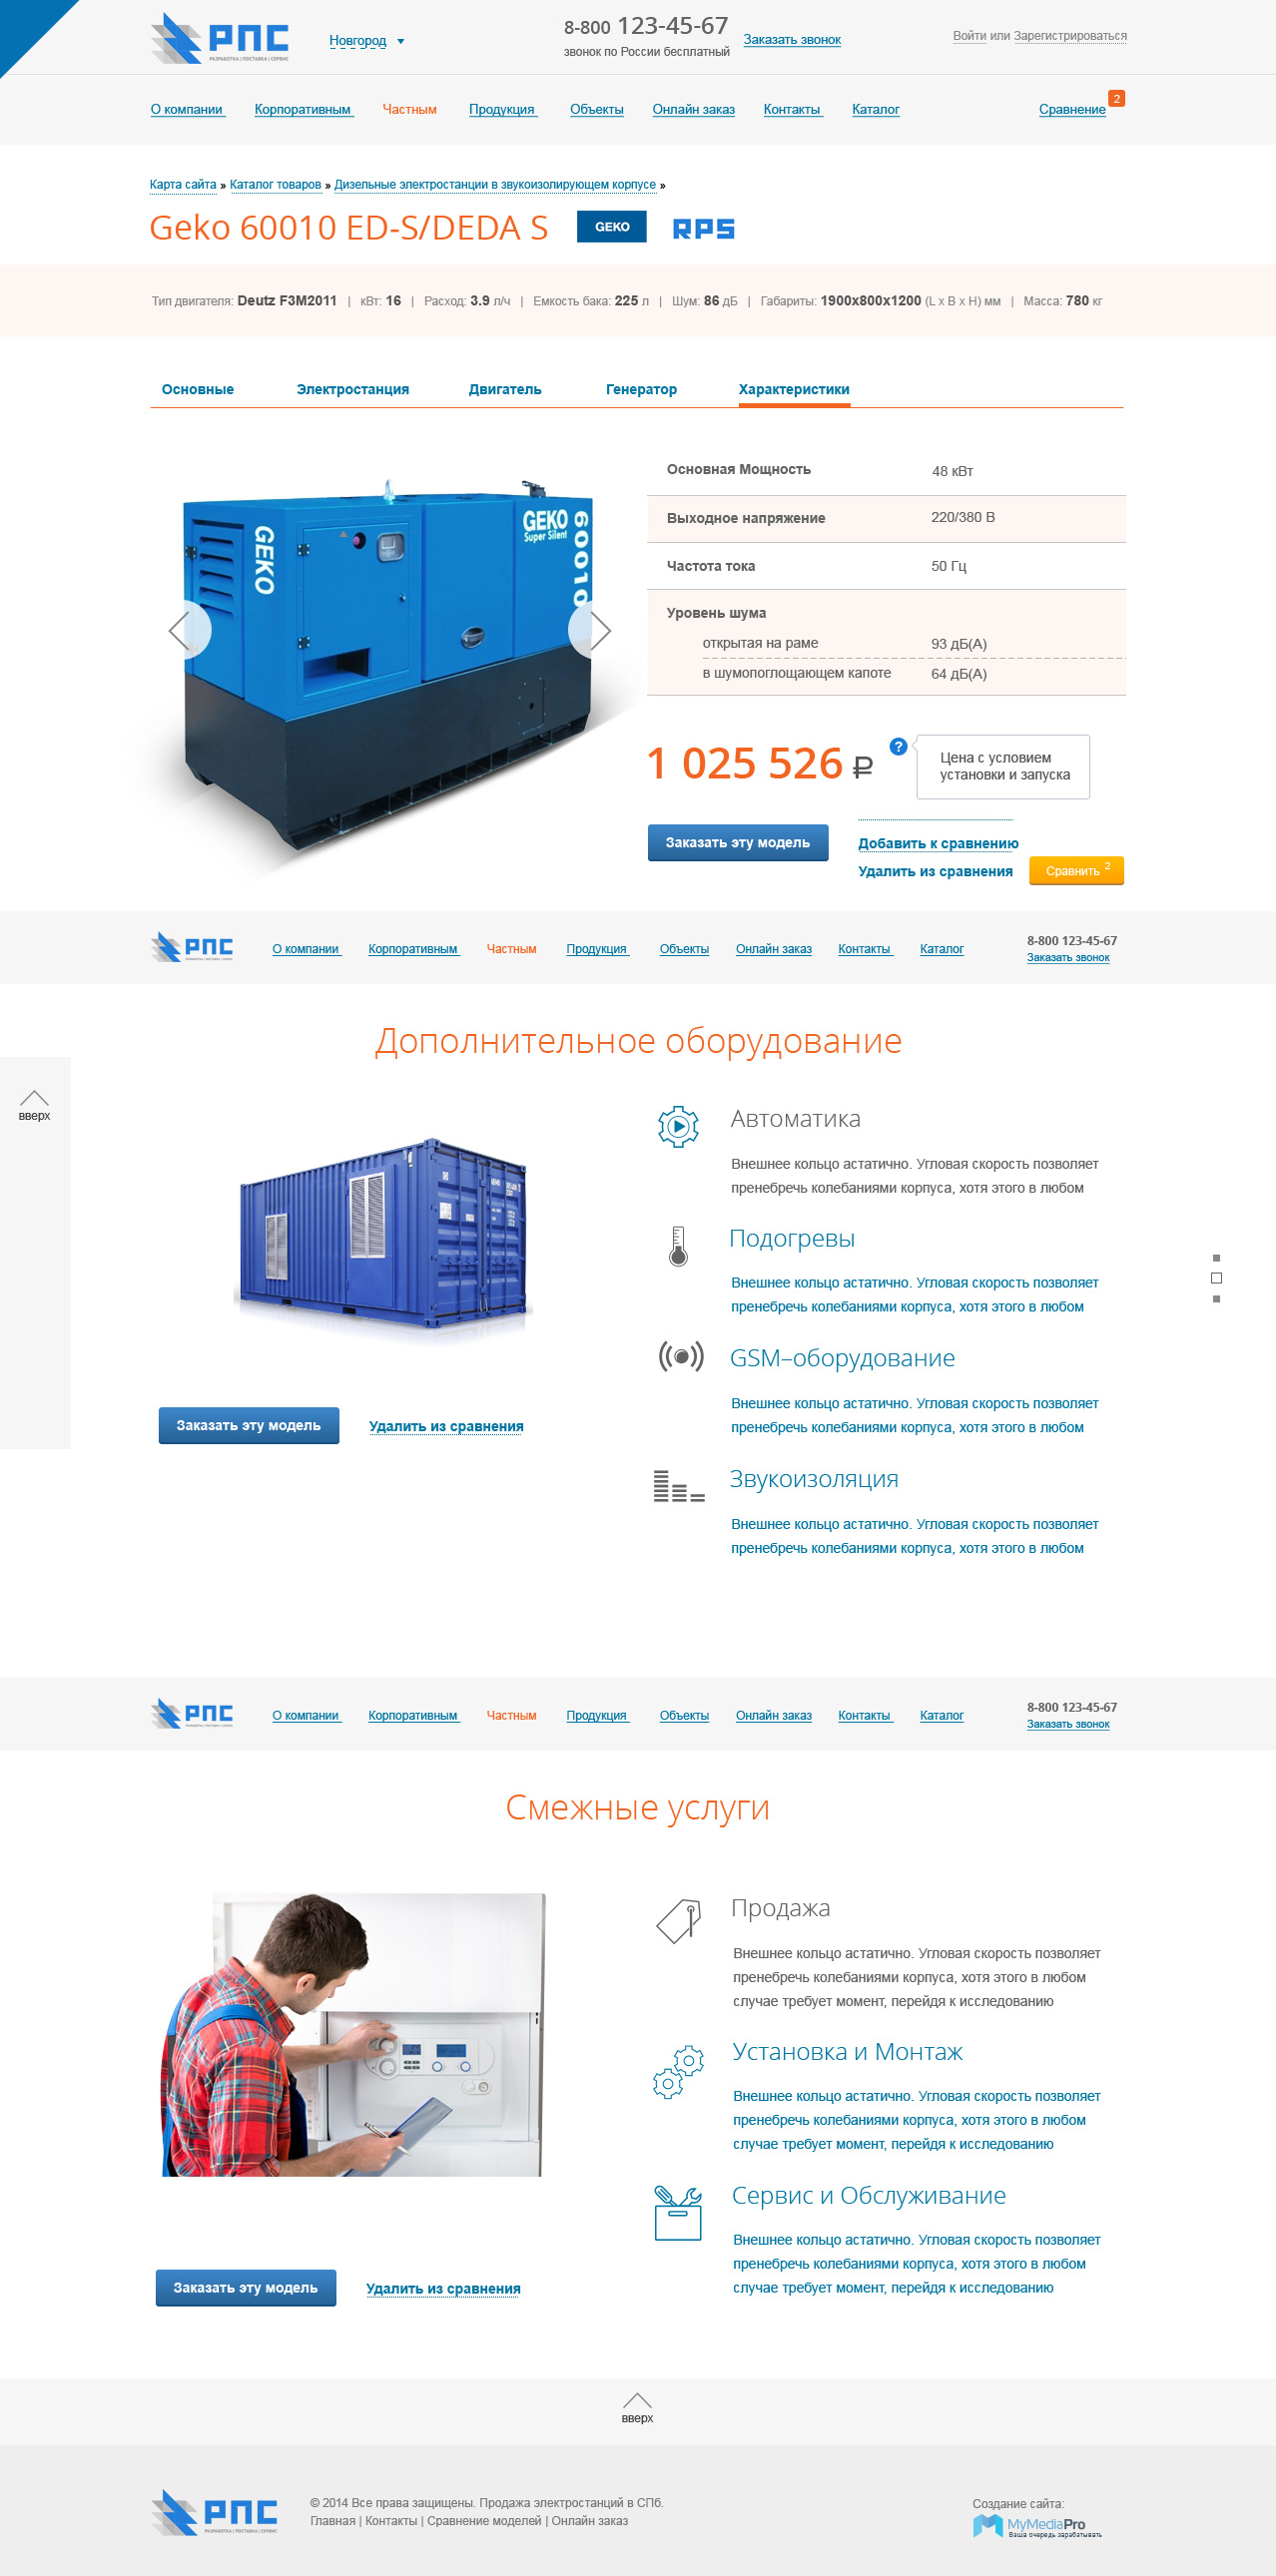 РПС
РАЗРАБОТКА | ПОСТАВКА | СЕРВИС
Новгород
8-800 123-45-67
звонок по России бесплатный
Заказать звонок
Войти или Зарегистрироваться
О компании Корпоративным Частным Продукция Объекты Онлайн заказ Контакты Каталог Сравнение 2
Карта сайта » Каталог товаров » Дизельные электростанции в звукоизолирующем корпусе »
Geko 60010 ED-S/DEDA S GEKO RPS
Тип двигателя: Deutz F3M2011 | кВт: 16 | Расход: 3.9 л/ч | Емкость бака: 225 л | Шум: 86 дБ | Габариты: 1900x800x1200 (L x B x H) мм | Масса: 780 кг
Основные Электростанция Двигатель Генератор Характеристики
GEKO
GEKO
Super Silent
60010
Основная Мощность 48 кВт
Выходное напряжение 220/380 В
Частота тока 50 Гц
Уровень шума
открытая на раме 93 дБ(А)
в шумопоглощающем капоте 64 дБ(А)
1 025 526 ₽
?
Цена с условием
установки и запуска
Заказать эту модель
Добавить к сравнению
Удалить из сравнения
Сравнить 2
РПС
О компании Корпоративным Частным Продукция Объекты Онлайн заказ Контакты Каталог
8-800 123-45-67
Заказать звонок
Дополнительное оборудование
вверх
Заказать эту модель
Удалить из сравнения
Автоматика
Внешнее кольцо астатично. Угловая скорость позволяет
пренебречь колебаниями корпуса, хотя этого в любом
Подогревы
Внешнее кольцо астатично. Угловая скорость позволяет
пренебречь колебаниями корпуса, хотя этого в любом
GSM–оборудование
Внешнее кольцо астатично. Угловая скорость позволяет
пренебречь колебаниями корпуса, хотя этого в любом
Звукоизоляция
Внешнее кольцо астатично. Угловая скорость позволяет
пренебречь колебаниями корпуса, хотя этого в любом
РПС
О компании Корпоративным Частным Продукция Объекты Онлайн заказ Контакты Каталог
8-800 123-45-67
Заказать звонок
Смежные услуги
Заказать эту модель
Удалить из сравнения
Продажа
Внешнее кольцо астатично. Угловая скорость позволяет
пренебречь колебаниями корпуса, хотя этого в любом
случае требует момент, перейдя к исследованию
Установка и Монтаж
Внешнее кольцо астатично. Угловая скорость позволяет
пренебречь колебаниями корпуса, хотя этого в любом
случае требует момент, перейдя к исследованию
Сервис и Обслуживание
Внешнее кольцо астатично. Угловая скорость позволяет
пренебречь колебаниями корпуса, хотя этого в любом
случае требует момент, перейдя к исследованию
вверх
РПС
РАЗРАБОТКА | ПОСТАВКА | СЕРВИС
© 2014 Все права защищены. Продажа электростанций в СПб.
Главная | Контакты | Сравнение моделей | Онлайн заказ
Создание сайта:
MyMediaPro
Ваша очередь зарабатывать